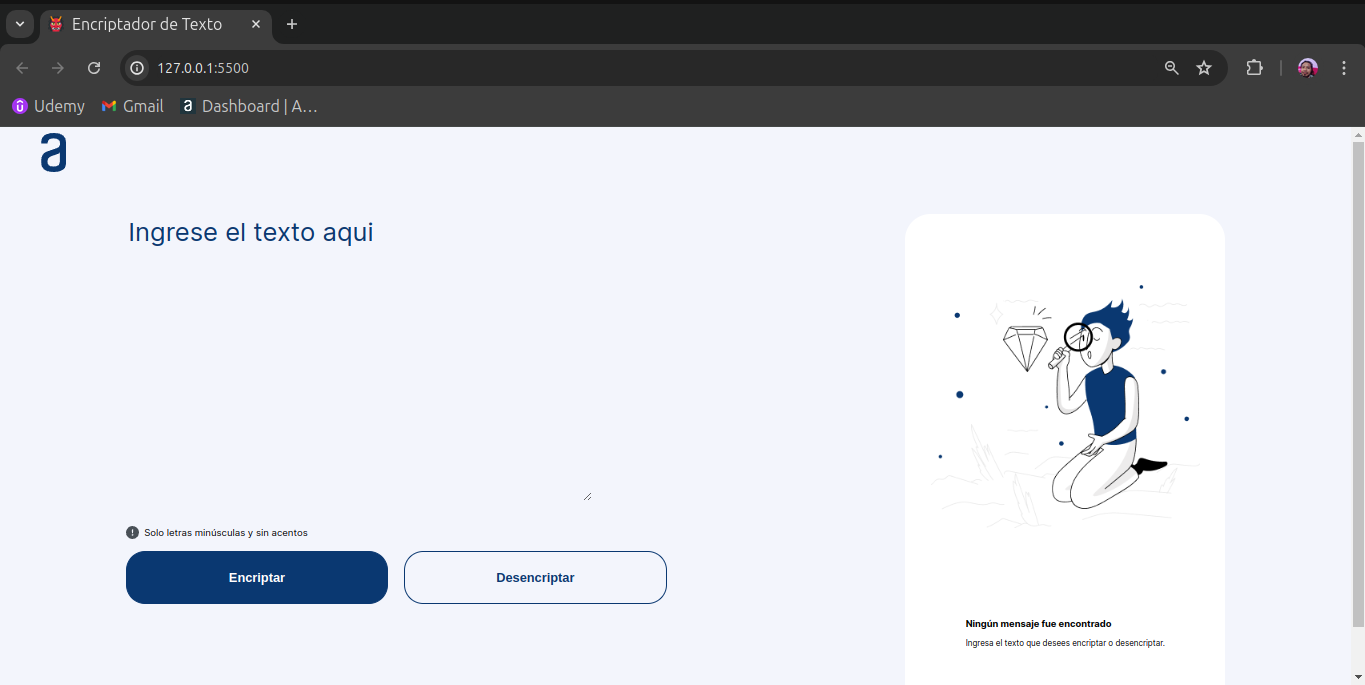 Encriptador de Texto
127.0.0.1:5500
Udemy
Gmail
a
Dashboard | A...
a
Ingrese el texto aqui
Solo letras minúsculas y sin acentos
Encriptar
Desencriptar
Ningún mensaje fue encontrado
Ingresa el texto que desees encriptar o desencriptar.